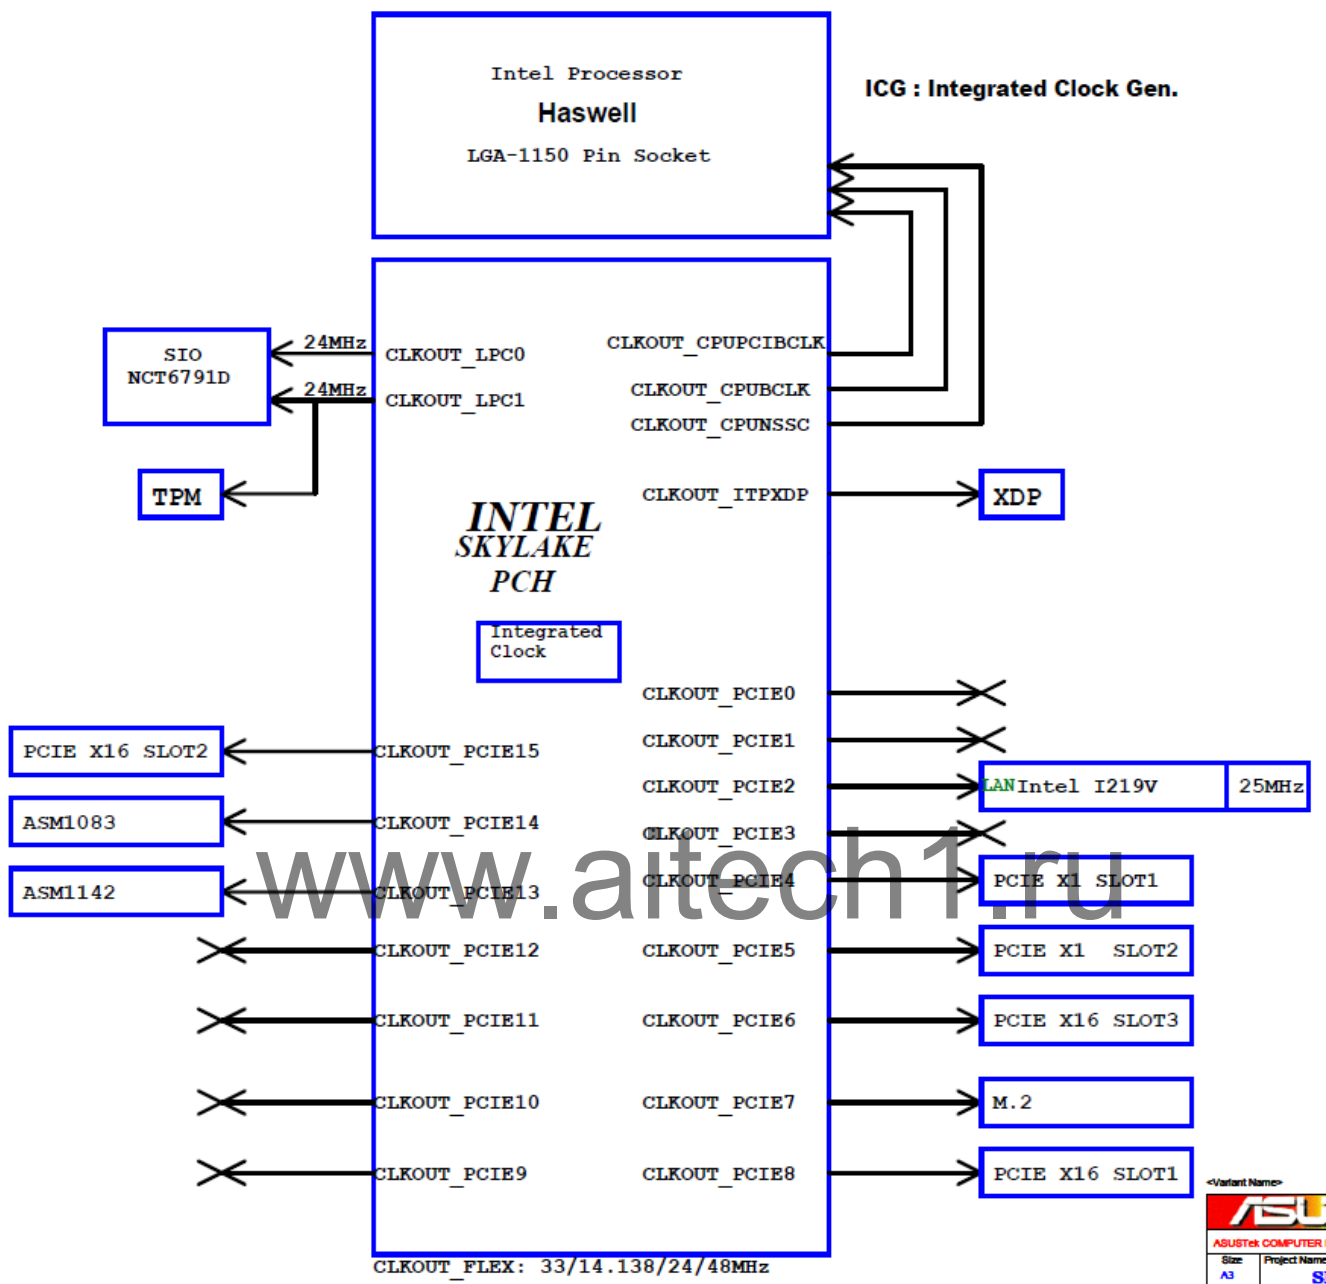 Intel Processor
Haswell
LGA-1150 Pin Socket
ICG : Integrated Clock Gen.
SIO
NCT6791D
24MHz
CLKOUT_LPC0
24MHz
CLKOUT_LPC1
TPM
CLKOUT_CPUPCIBCLK
CLKOUT_CPUBCLK
CLKOUT_CPUNSSC
CLKOUT_ITPXDP
XDP
INTEL
SKYLAKE
PCH
Integrated
Clock
CLKOUT_PCIE0
CLKOUT_PCIE1
CLKOUT_PCIE2
LAN Intel I219V
25MHz
CLKOUT_PCIE3
CLKOUT_PCIE4
PCIE X1 SLOT1
CLKOUT_PCIE5
PCIE X1 SLOT2
CLKOUT_PCIE6
PCIE X16 SLOT3
CLKOUT_PCIE7
M.2
CLKOUT_PCIE8
PCIE X16 SLOT1
PCIE X16 SLOT2
CLKOUT_PCIE15
ASM1083
CLKOUT_PCIE14
ASM1142
CLKOUT_PCIE13
CLKOUT_PCIE12
CLKOUT_PCIE11
CLKOUT_PCIE10
CLKOUT_PCIE9
www.aitech1.ru
CLKOUT_FLEX: 33/14.138/24/48MHz
<Variant Name>
ASUSTek COMPUTER
Size
Project Name
A3